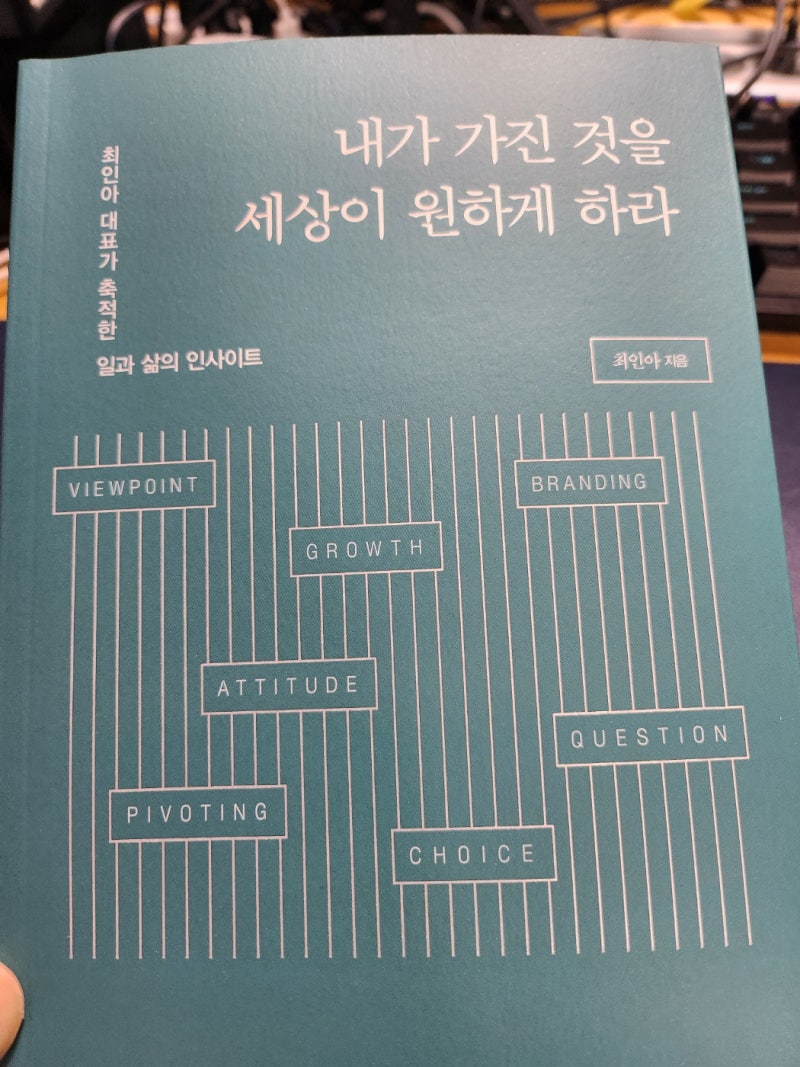 내가 가진 것을
세상이 원하게 하라
최인아 대표가 축적한
일과 삶의 인사이트
최인아 지음
VIEWPOINT
BRANDING
GROWTH
ATTITUDE
QUESTION
PIVOTING
CHOICE